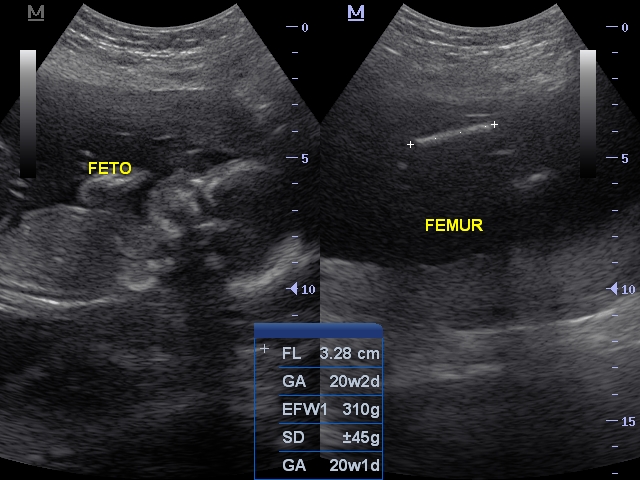 M
0
5
10
FETO
M
0
5
10
15
FEMUR
FL 3.28 cm
GA 20w2d
EFW1 310g
SD ±45g
GA 20w1d